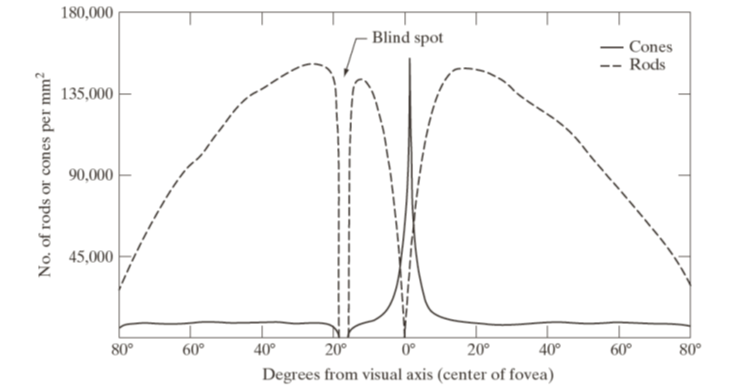 180,000
135,000
90,000
45,000
No. of rods or cones per mm²
Blind spot
Cones
Rods
80° 60° 40° 20° 0° 20° 40° 60° 80°
Degrees from visual axis (center of fovea)